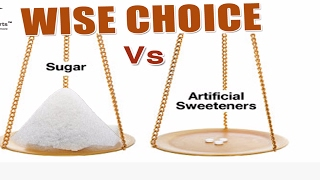 WISE CHOICE
Vs
Sugar
Artificial
Sweeteners